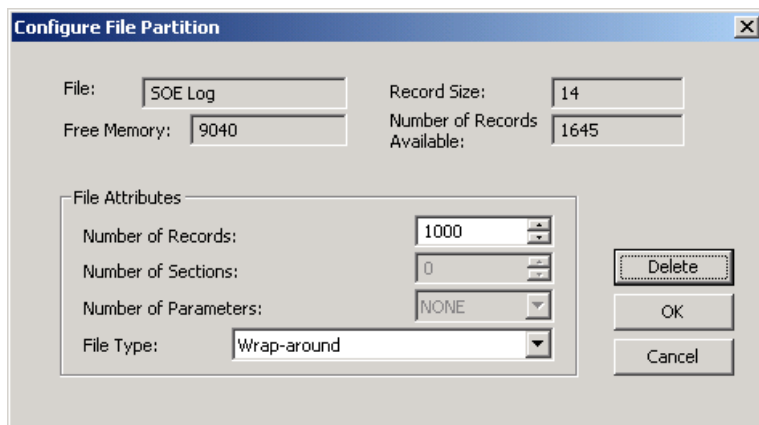 Configure File Partition
File: SOE Log
Record Size: 14
Free Memory: 9040
Number of Records Available: 1645
File Attributes
Number of Records: 1000
Number of Sections: 0
Number of Parameters: NONE
File Type: Wrap-around
Delete
OK
Cancel